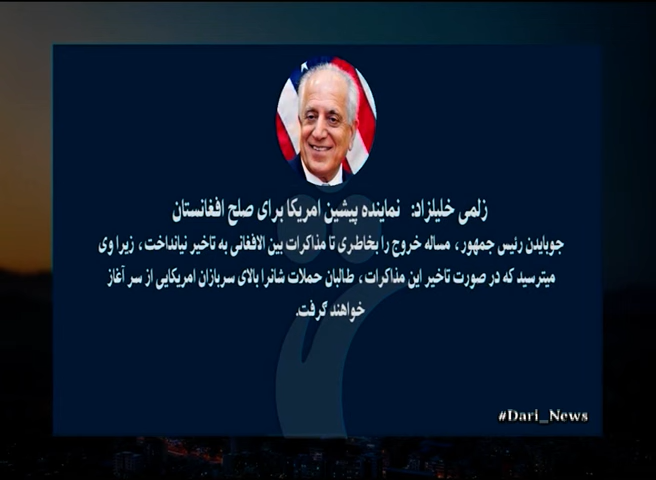 زلمی خلیلزاد: نماینده پیشین امریکا برای صلح افغانستان
جوبایدن رئیس جمهور، مساله خروج را بخاطری تا مذاکرات بین الافغانی به تاخیر نیانداخت، زیرا وی
میترسید که در صورت تاخیر این مذاکرات، طالبان حملات شانرا بالای سربازان امریکایی از سر آغاز
خواهند گرفت.
#Dari_News